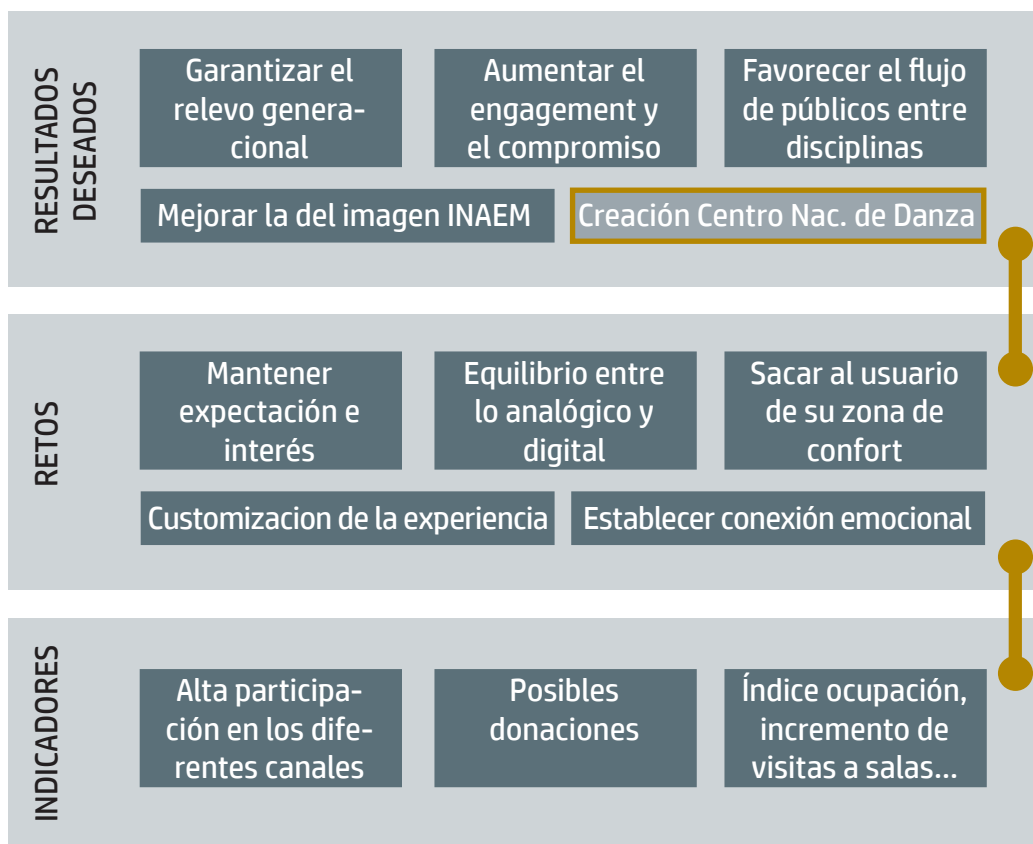 RESULTADOS
DESEADOS
Garantizar el
relevo genera-
cional
Aumentar el
engagement y
el compromiso
Favorecer el flujo
de públicos entre
disciplinas
Mejorar la del imagen INAEM
Creación Centro Nac. de Danza
RETOS
Mantener
expectación e
interés
Equilibrio entre
lo analógico y
digital
Sacar al usuario
de su zona de
confort
Customizacion de la experiencia
Establecer conexión emocional
INDICADORES
Alta participa-
ción en los dife-
rentes canales
Posibles
donaciones
Índice ocupación,
incremento de
visitas a salas...